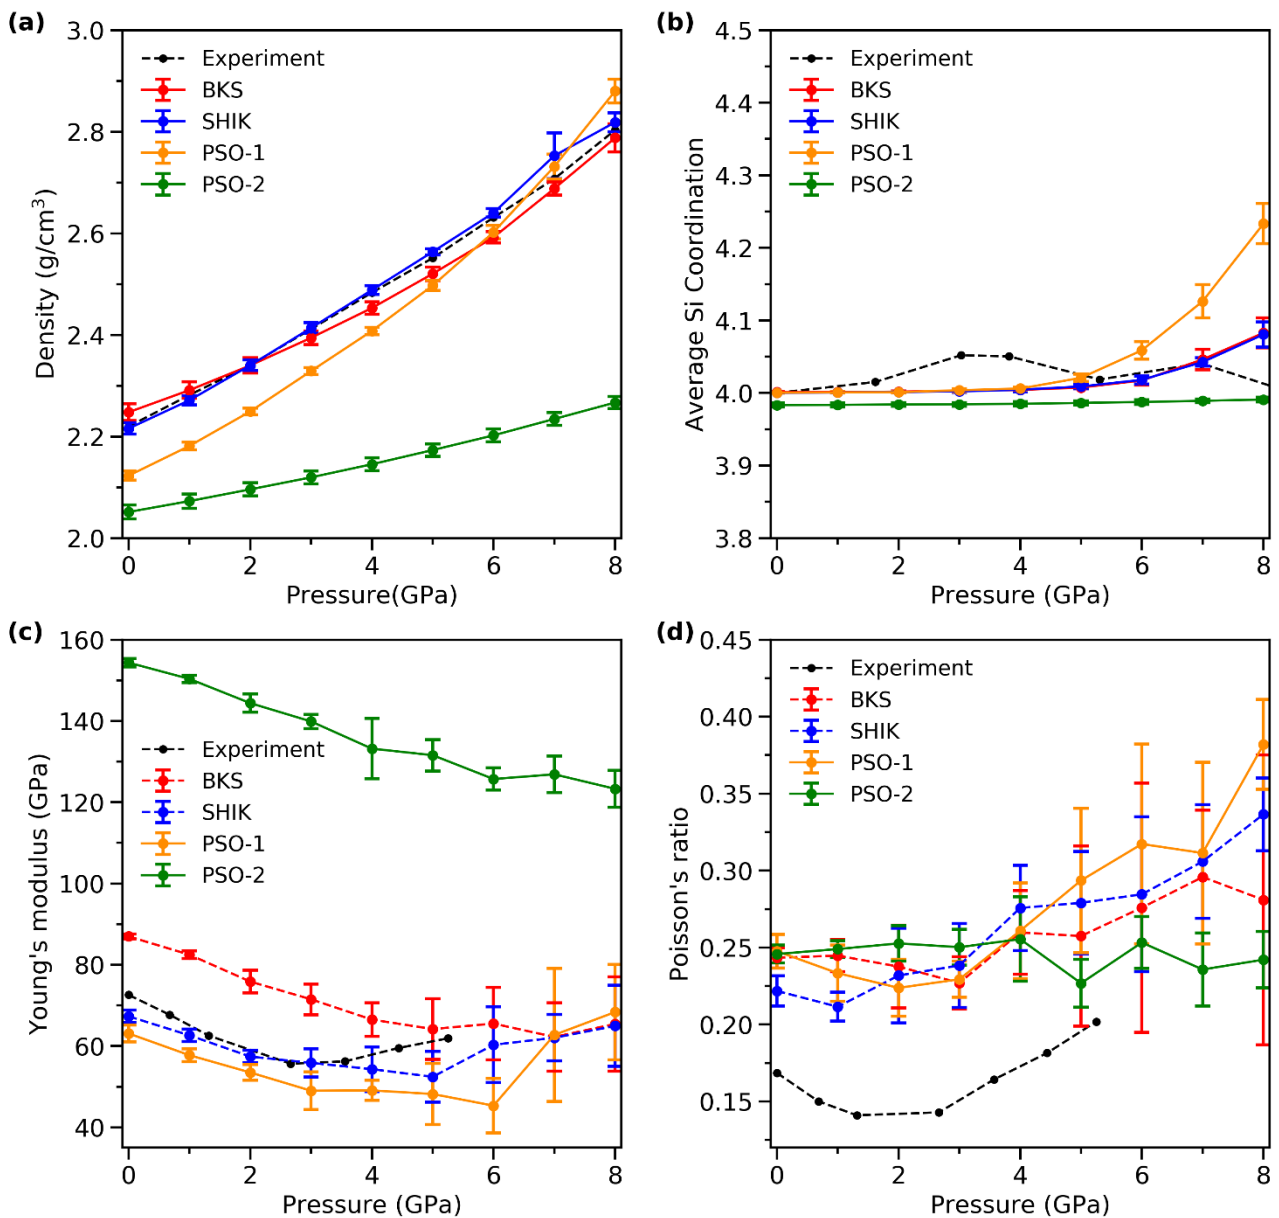 (a)
3.0
2.8
2.6
2.4
2.2
2.0
Density (g/cm³)
Experiment
BKS
SHIK
PSO-1
PSO-2
0 2 4 6 8
Pressure(GPa)
(b)
4.5
4.4
4.3
4.2
4.1
4.0
3.9
3.8
Average Si Coordination
Experiment
BKS
SHIK
PSO-1
PSO-2
0 2 4 6 8
Pressure (GPa)
(c)
160
140
120
100
80
60
40
Young's modulus (GPa)
Experiment
BKS
SHIK
PSO-1
PSO-2
0 2 4 6 8
Pressure (GPa)
(d)
0.45
0.40
0.35
0.30
0.25
0.20
0.15
Poisson's ratio
Experiment
BKS
SHIK
PSO-1
PSO-2
0 2 4 6 8
Pressure (GPa)